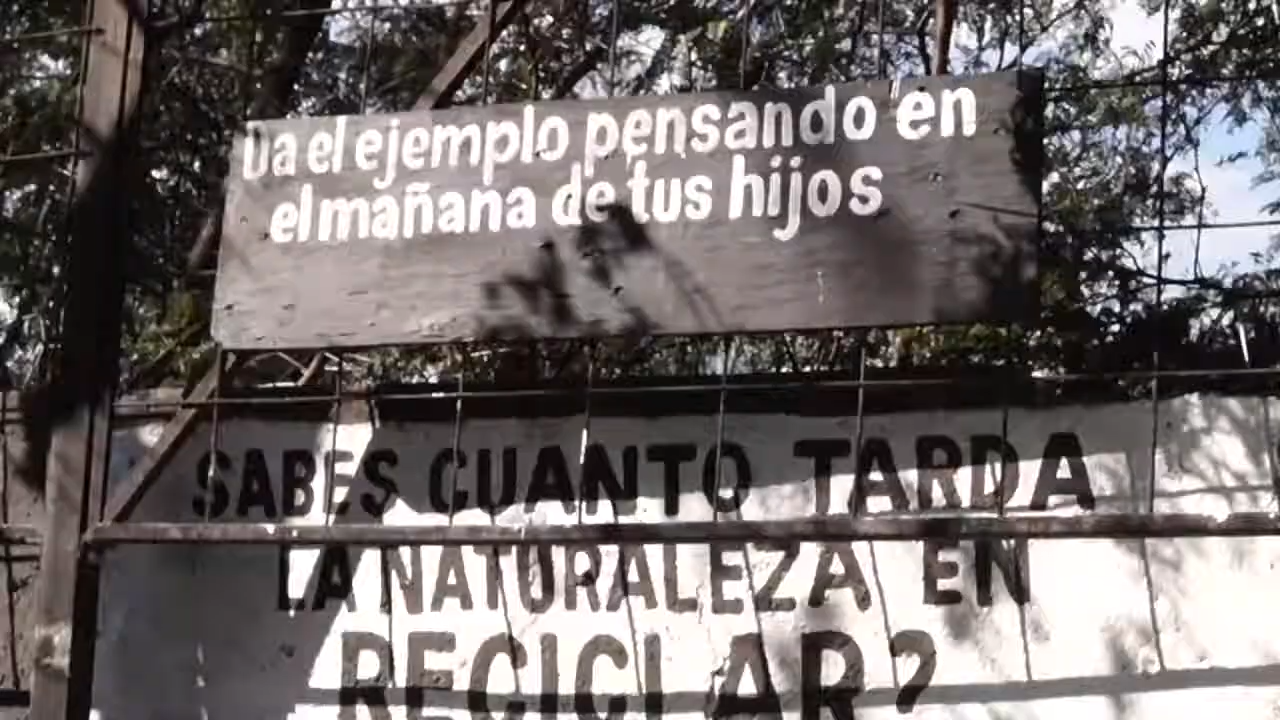 Da el ejemplo pensando en
el mañana de tus hijos
SABES CUANTO TARDA
LA NATURALEZA EN
RECICLAR?